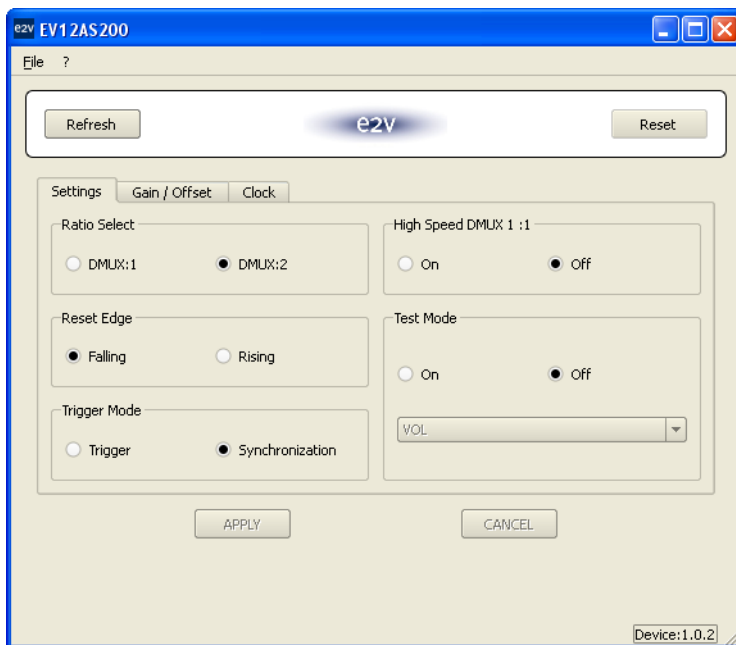 e2v EV12AS200
File ?
Refresh e2v Reset
Settings Gain / Offset Clock
Ratio Select
DMUX:1 DMUX:2
High Speed DMUX 1 :1
On Off
Reset Edge
Falling Rising
Test Mode
On Off
VOL
Trigger Mode
Trigger Synchronization
APPLY CANCEL
Device:1.0.2